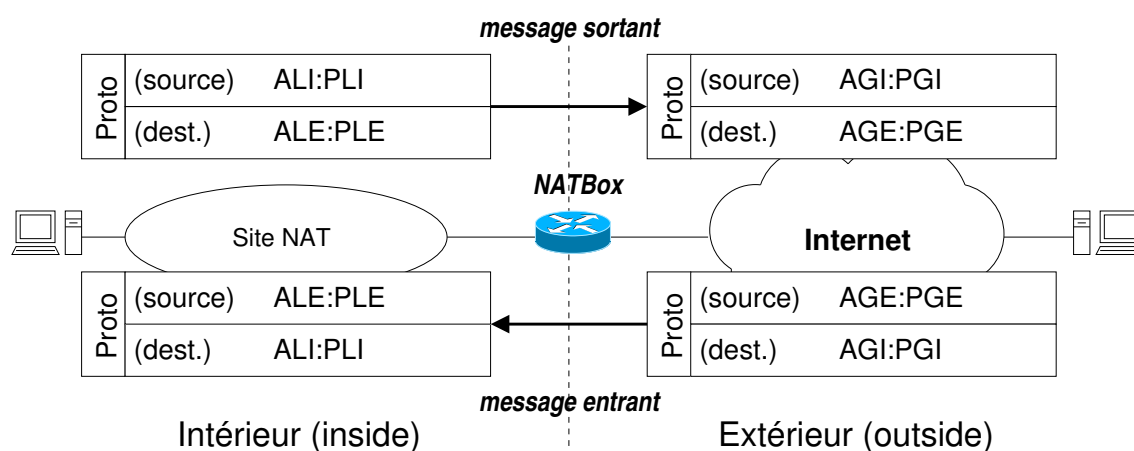 message sortant
Proto
(source) ALI:PLI
(dest.) ALE:PLE
Proto
(source) AGI:PGI
(dest.) AGE:PGE
NATBox
Site NAT
Internet
Proto
(source) ALE:PLE
(dest.) ALI:PLI
Proto
(source) AGE:PGE
(dest.) AGI:PGI
message entrant
Intérieur (inside)
Extérieur (outside)